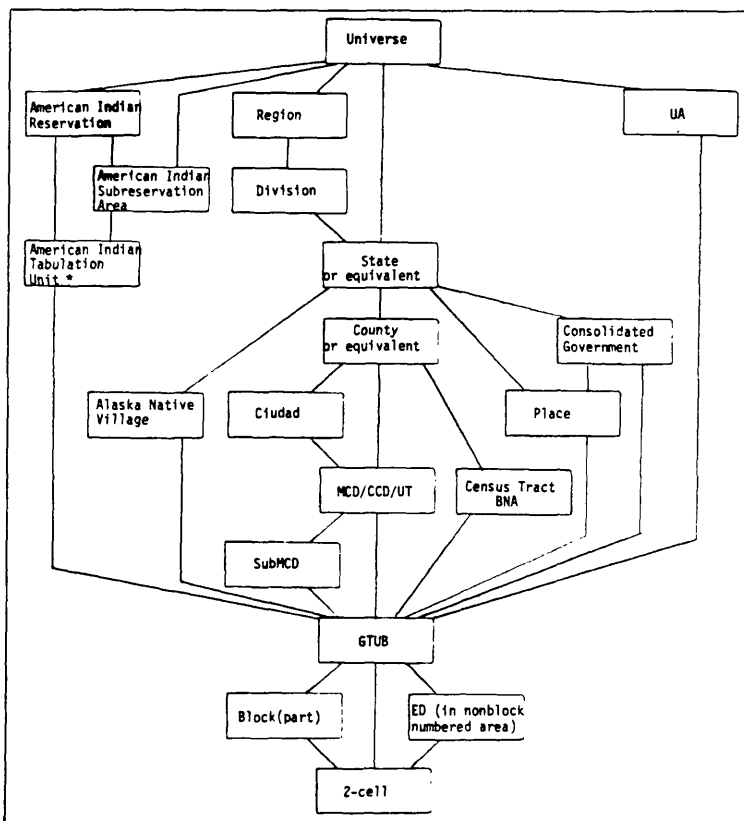 Universe
American Indian
Reservation
Region
UA
American Indian
Subreservation
Area
Division
American Indian
Tabulation
Unit *
State
or equivalent
County
or equivalent
Consolidated
Government
Alaska Native
Village
Ciudad
Place
MCD/CCD/UT
Census Tract
BNA
SubMCD
GTUB
Block(part)
ED (in nonblock
numbered area)
2-cell